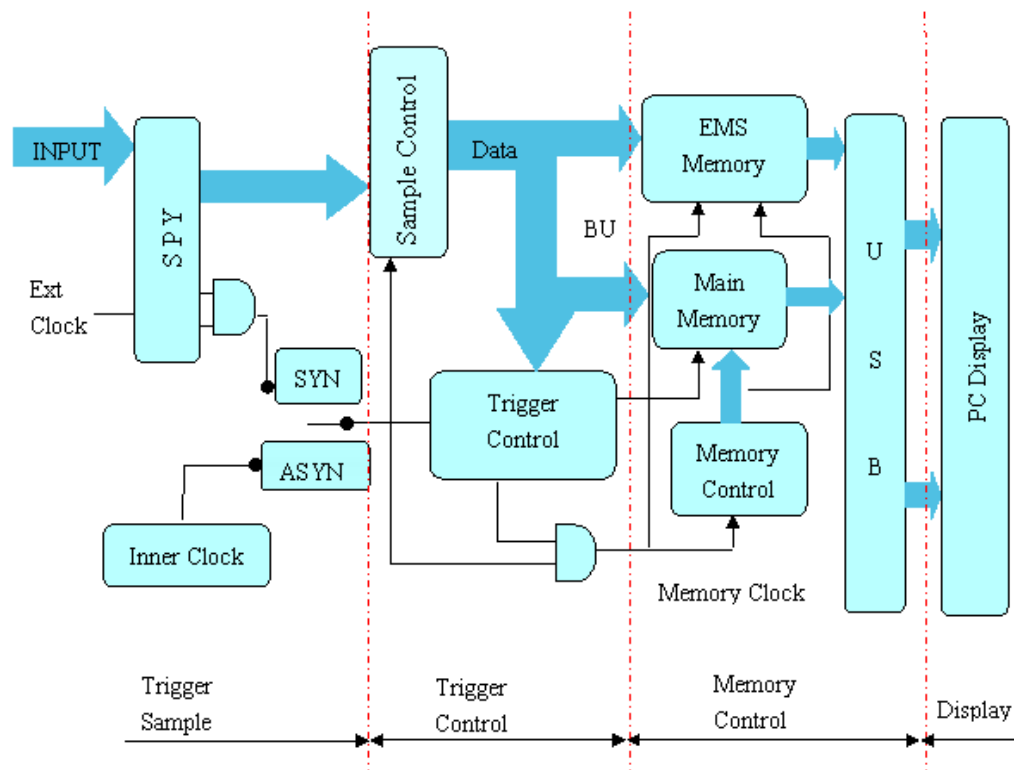 INPUT
S P Y
Ext
Clock
SYN
ASYN
Inner Clock
Sample Control
Data
BU
Trigger
Control
EMS
Memory
Main
Memory
Memory
Control
Memory Clock
U
S
B
PC Display
Trigger
Sample
Trigger
Control
Memory
Control
Display